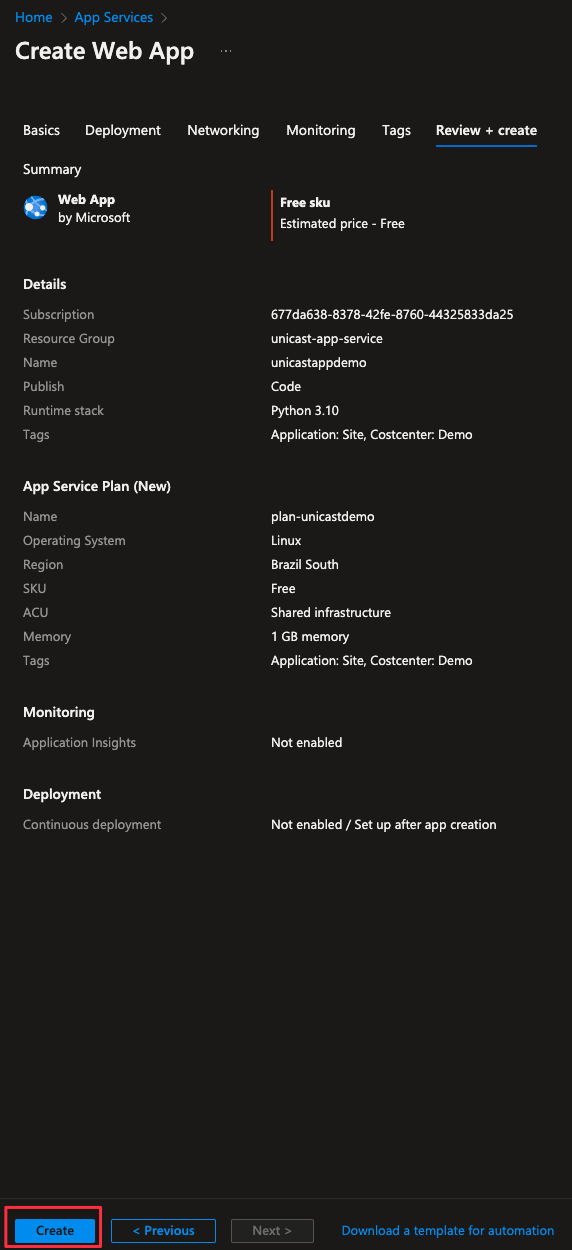 Home > App Services >
Create Web App ...
Basics Deployment Networking Monitoring Tags Review + create
Summary
Web App
by Microsoft
Free sku
Estimated price - Free
Details
Subscription 677da638-8378-42fe-8760-44325833da25
Resource Group unicast-app-service
Name unicastappdemo
Publish Code
Runtime stack Python 3.10
Tags Application: Site, Costcenter: Demo
App Service Plan (New)
Name plan-unicastdemo
Operating System Linux
Region Brazil South
SKU Free
ACU Shared infrastructure
Memory 1 GB memory
Tags Application: Site, Costcenter: Demo
Monitoring
Application Insights Not enabled
Deployment
Continuous deployment Not enabled / Set up after app creation
Create < Previous Next > Download a template for automation